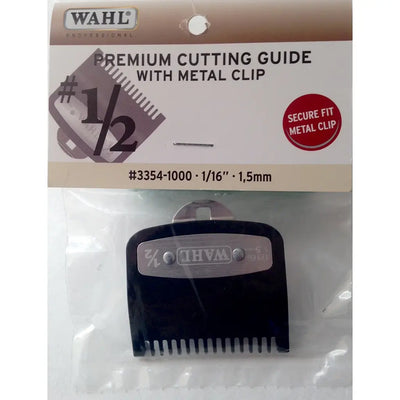 WAHL
PROFESSIONAL
PREMIUM CUTTING GUIDE
WITH METAL CLIP
#1/2
WAHL
SECURE FIT
METAL CLIP
#3354-1000 · 1/16" · 1,5mm
1/2
WAHL